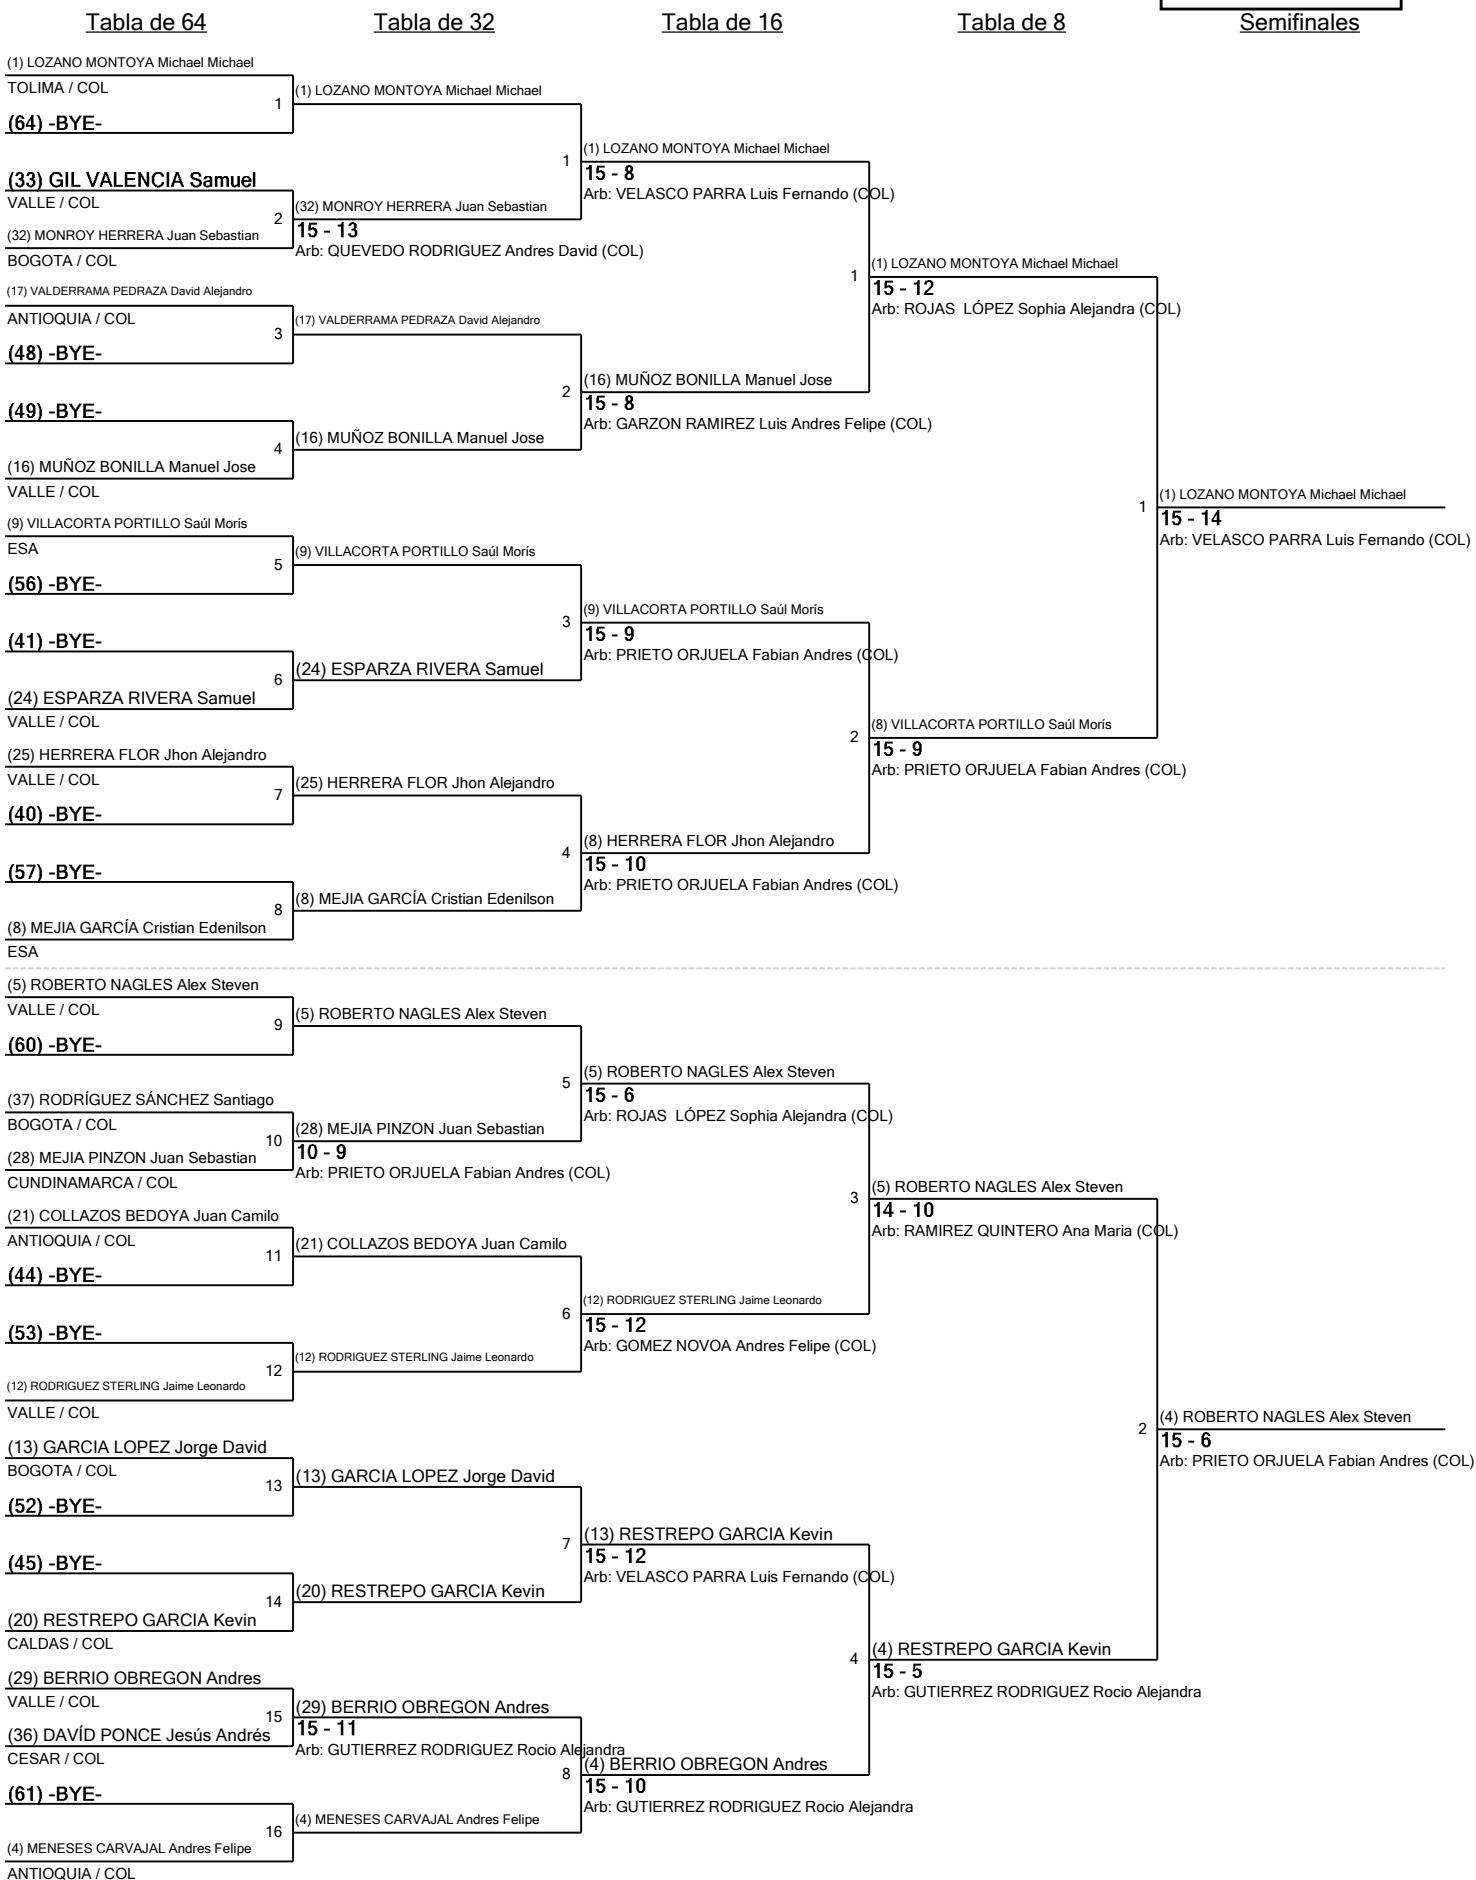 Tabla de 64
Tabla de 32
Tabla de 16
Tabla de 8
Semifinales
(1) LOZANO MONTOYA Michael Michael
TOLIMA / COL
1
(64) -BYE-
(33) GIL VALENCIA Samuel
VALLE / COL
2
(32) MONROY HERRERA Juan Sebastian
BOGOTA / COL
(17) VALDERRAMA PEDRAZA David Alejandro
ANTIOQUIA / COL
3
(48) -BYE-
(49) -BYE-
4
(16) MUÑOZ BONILLA Manuel Jose
VALLE / COL
(9) VILLACORTA PORTILLO Saúl Morís
ESA
5
(56) -BYE-
(41) -BYE-
6
(24) ESPARZA RIVERA Samuel
VALLE / COL
(25) HERRERA FLOR Jhon Alejandro
VALLE / COL
7
(40) -BYE-
(57) -BYE-
8
(8) MEJIA GARCÍA Cristian Edenilson
ESA
(5) ROBERTO NAGLES Alex Steven
VALLE / COL
9
(60) -BYE-
(37) RODRÍGUEZ SÁNCHEZ Santiago
BOGOTA / COL
10
(28) MEJIA PINZON Juan Sebastian
CUNDINAMARCA / COL
(21) COLLAZOS BEDOYA Juan Camilo
ANTIOQUIA / COL
11
(44) -BYE-
(53) -BYE-
12
(12) RODRIGUEZ STERLING Jaime Leonardo
VALLE / COL
(13) GARCIA LOPEZ Jorge David
BOGOTA / COL
13
(52) -BYE-
(45) -BYE-
14
(20) RESTREPO GARCIA Kevin
CALDAS / COL
(29) BERRIO OBREGON Andres
VALLE / COL
15
(36) DAVÍD PONCE Jesús Andrés
CESAR / COL
(61) -BYE-
16
(4) MENESES CARVAJAL Andres Felipe
ANTIOQUIA / COL
(1) LOZANO MONTOYA Michael Michael
1
(32) MONROY HERRERA Juan Sebastian
15 - 13
Arb: QUEVEDO RODRIGUEZ Andres David (COL)
(17) VALDERRAMA PEDRAZA David Alejandro
2
(16) MUÑOZ BONILLA Manuel Jose
(9) VILLACORTA PORTILLO Saúl Morís
3
(24) ESPARZA RIVERA Samuel
(25) HERRERA FLOR Jhon Alejandro
4
(8) MEJIA GARCÍA Cristian Edenilson
(5) ROBERTO NAGLES Alex Steven
5
(28) MEJIA PINZON Juan Sebastian
10 - 9
Arb: PRIETO ORJUELA Fabian Andres (COL)
(21) COLLAZOS BEDOYA Juan Camilo
6
(12) RODRIGUEZ STERLING Jaime Leonardo
(13) GARCIA LOPEZ Jorge David
7
(20) RESTREPO GARCIA Kevin
(29) BERRIO OBREGON Andres
15 - 11
Arb: GUTIERREZ RODRIGUEZ Rocio Alejandra
8
(4) MENESES CARVAJAL Andres Felipe
(1) LOZANO MONTOYA Michael Michael
15 - 8
Arb: VELASCO PARRA Luis Fernando (COL)
1
(16) MUÑOZ BONILLA Manuel Jose
15 - 8
Arb: GARZON RAMIREZ Luis Andres Felipe (COL)
(9) VILLACORTA PORTILLO Saúl Morís
15 - 9
Arb: PRIETO ORJUELA Fabian Andres (COL)
2
(8) HERRERA FLOR Jhon Alejandro
15 - 10
Arb: PRIETO ORJUELA Fabian Andres (COL)
(5) ROBERTO NAGLES Alex Steven
15 - 6
Arb: ROJAS LÓPEZ Sophia Alejandra (COL)
3
(12) RODRIGUEZ STERLING Jaime Leonardo
15 - 12
Arb: GOMEZ NOVOA Andres Felipe (COL)
(13) RESTREPO GARCIA Kevin
15 - 12
Arb: VELASCO PARRA Luis Fernando (COL)
4
(4) BERRIO OBREGON Andres
15 - 10
Arb: GUTIERREZ RODRIGUEZ Rocio Alejandra
(1) LOZANO MONTOYA Michael Michael
15 - 12
Arb: ROJAS LÓPEZ Sophia Alejandra (COL)
1
(8) VILLACORTA PORTILLO Saúl Morís
15 - 9
Arb: PRIETO ORJUELA Fabian Andres (COL)
(5) ROBERTO NAGLES Alex Steven
14 - 10
Arb: RAMIREZ QUINTERO Ana Maria (COL)
2
(4) RESTREPO GARCIA Kevin
15 - 5
Arb: GUTIERREZ RODRIGUEZ Rocio Alejandra
(1) LOZANO MONTOYA Michael Michael
15 - 14
Arb: VELASCO PARRA Luis Fernando (COL)
(4) ROBERTO NAGLES Alex Steven
15 - 6
Arb: PRIETO ORJUELA Fabian Andres (COL)